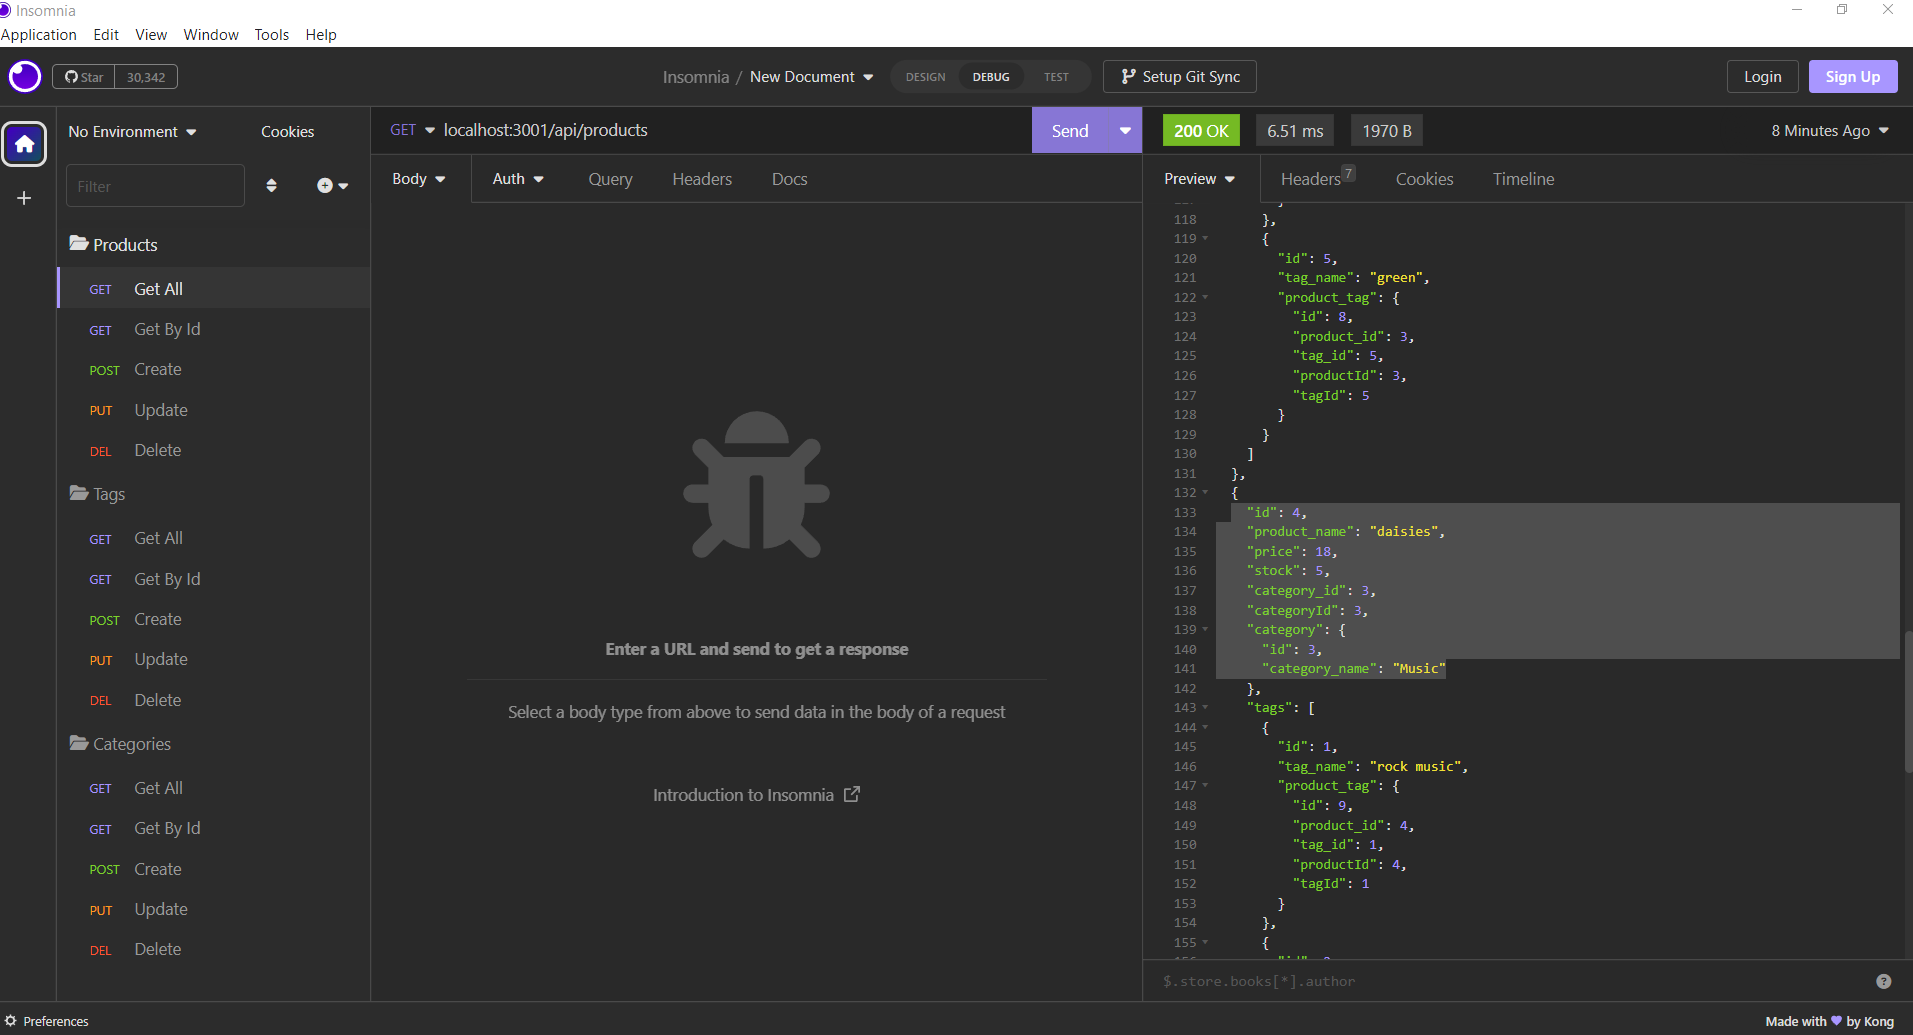 Insomnia
Application Edit View Window Tools Help
Star 30,342
Insomnia / New Document
DESIGN DEBUG TEST
Setup Git Sync
Login
Sign Up
No Environment
Cookies
Filter
Products
GET Get All
GET Get By Id
POST Create
PUT Update
DEL Delete
Tags
GET Get All
GET Get By Id
POST Create
PUT Update
DEL Delete
Categories
GET Get All
GET Get By Id
POST Create
PUT Update
DEL Delete
GET localhost:3001/api/products
Send
Body Auth Query Headers Docs
Enter a URL and send to get a response
Select a body type from above to send data in the body of a request
Introduction to Insomnia
200 OK 6.51 ms 1970 B
8 Minutes Ago
Preview Headers 7 Cookies Timeline
118 },
119 {
120 "id": 5,
121 "tag_name": "green",
122 "product_tag": {
123 "id": 8,
124 "product_id": 3,
125 "tag_id": 5,
126 "productId": 3,
127 "tagId": 5
128 }
129 }
130 ]
131 },
132 {
133 "id": 4,
134 "product_name": "daisies",
135 "price": 18,
136 "stock": 5,
137 "category_id": 3,
138 "categoryId": 3,
139 "category": {
140 "id": 3,
141 "category_name": "Music"
142 },
143 "tags": [
144 {
145 "id": 1,
146 "tag_name": "rock music",
147 "product_tag": {
148 "id": 9,
149 "product_id": 4,
150 "tag_id": 1,
151 "productId": 4,
152 "tagId": 1
153 }
154 },
155 {
$.store.books[*].author
Preferences
Made with by Kong